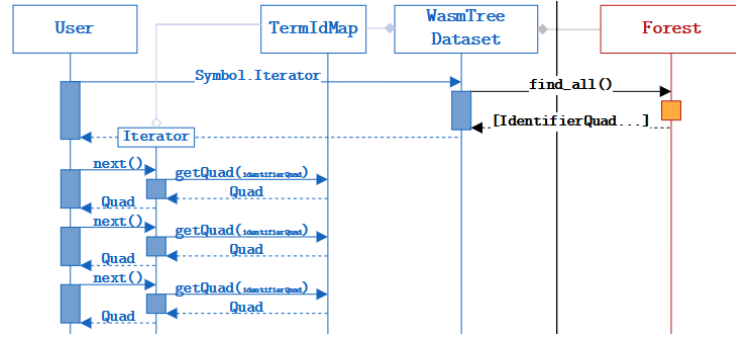 User
TermIdMap
WasmTree
Dataset
Forest
Symbol.Iterator
find_all()
[IdentifierQuad...]
Iterator
next()
getQuad(identifierQuad)
Quad
Quad
next()
getQuad(identifierQuad)
Quad
Quad
next()
getQuad(identifierQuad)
Quad
Quad